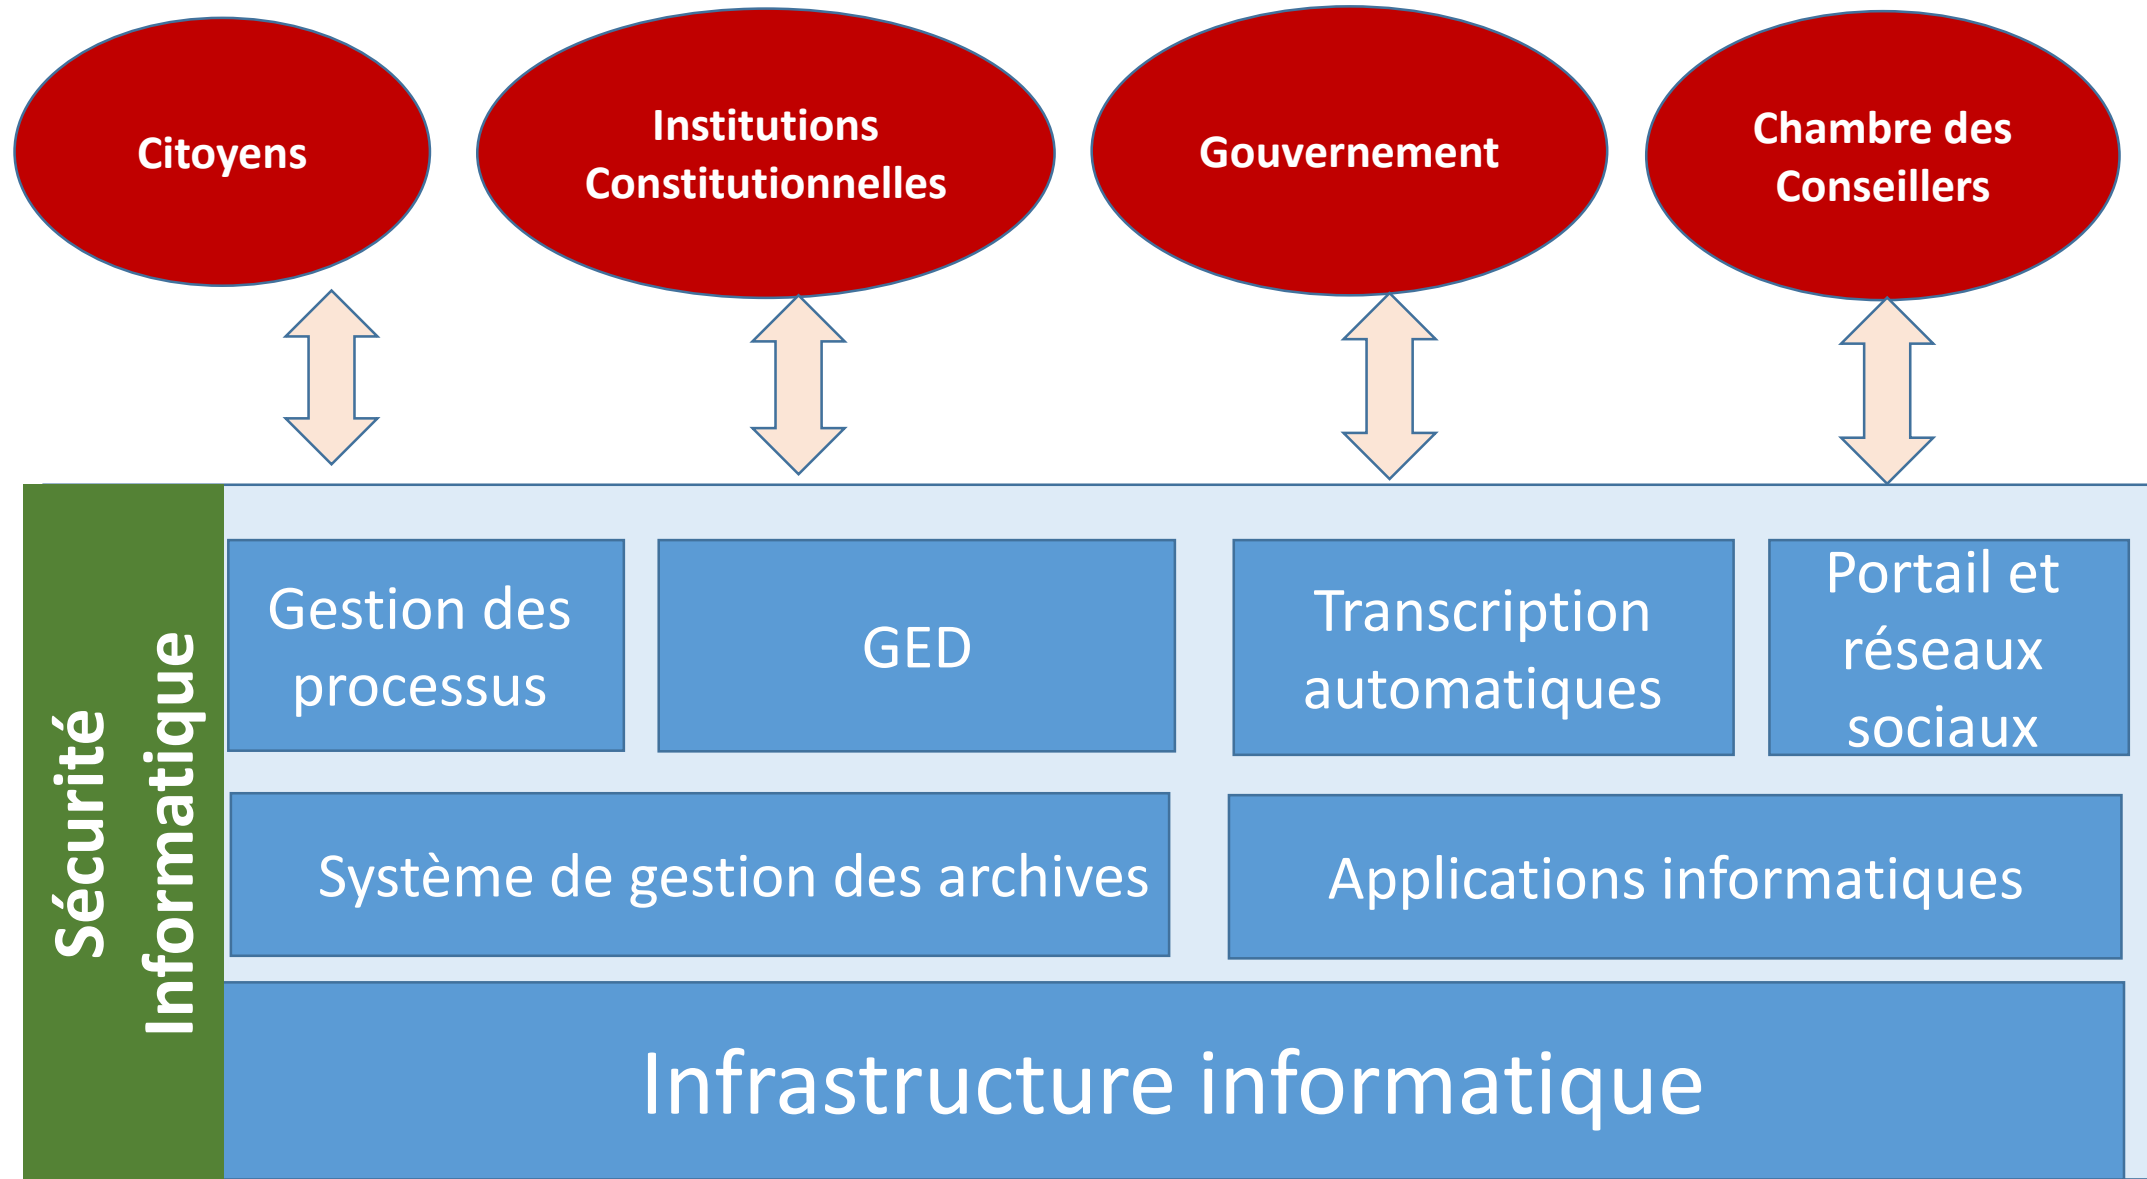 Citoyens
Institutions
Constitutionnelles
Gouvernement
Chambre des
Conseillers
Sécurité
Informatique
Gestion des
processus
GED
Transcription
automatiques
Portail et
réseaux
sociaux
Système de gestion des archives
Applications informatiques
Infrastructure informatique